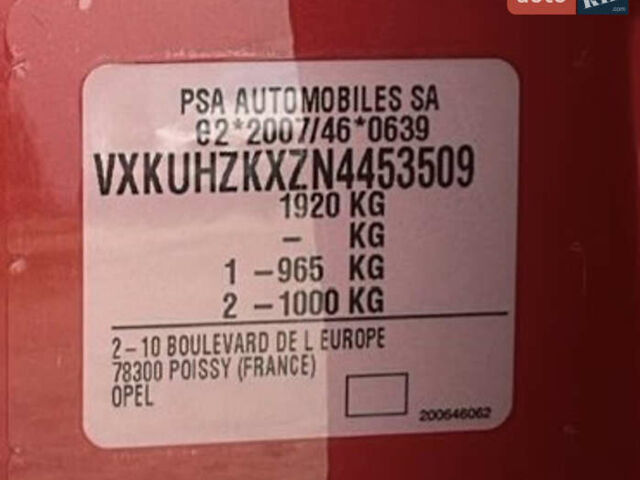 PSA AUTOMOBILES SA
e2*2007/46*0639
VXKUHZKXZN4453509
1920 KG
– KG
1 –965 KG
2 –1000 KG
2–10 BOULEVARD DE L EUROPE
78300 POISSY (FRANCE)
OPEL
200646062